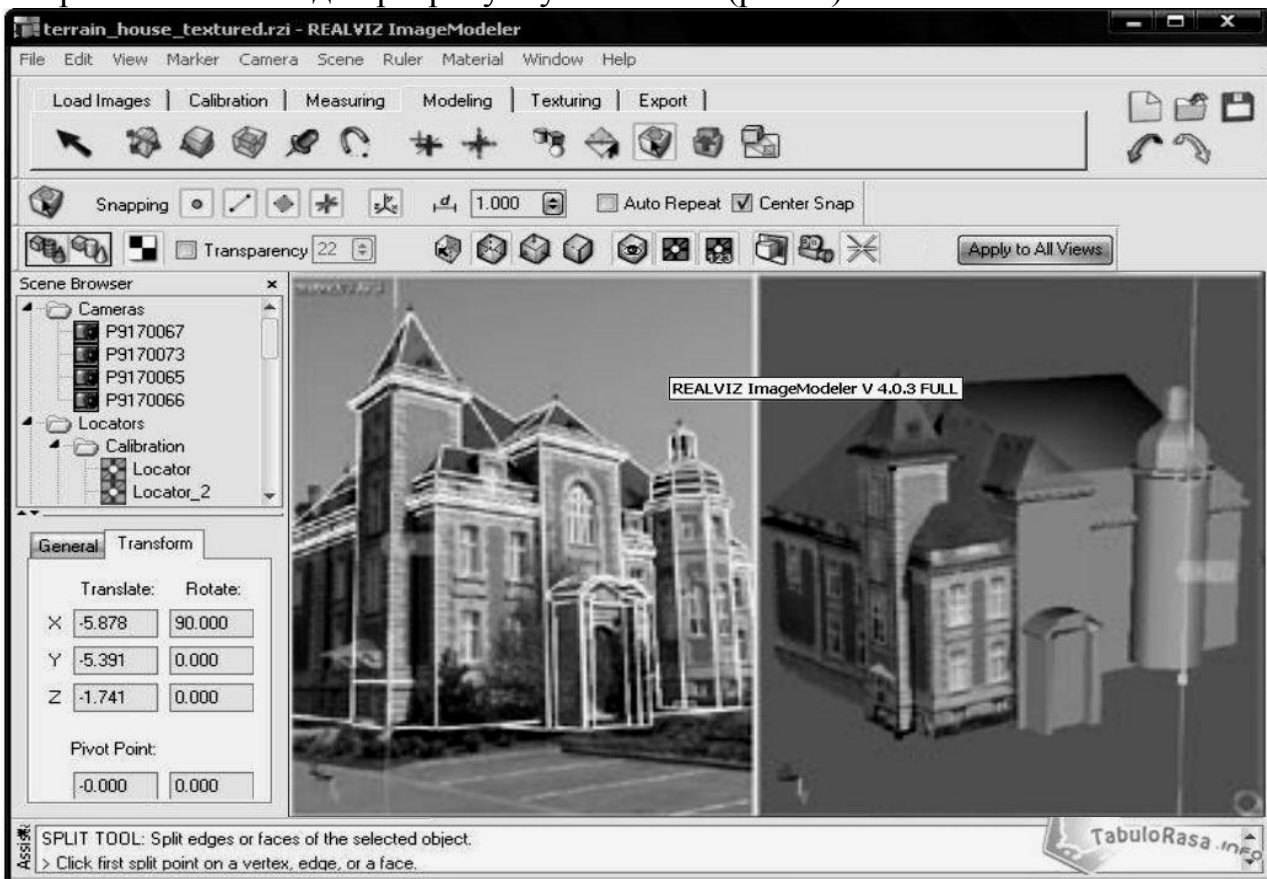 terrain_house_textured.rzi - REALVIZ ImageModeler
File Edit View Marker Camera Scene Ruler Material Window Help
Load Images Calibration Measuring Modeling Texturing Export
Snapping d 1.000 Auto Repeat Center Snap
Transparency 22 123 Apply to All Views
Scene Browser
Cameras
P9170067
P9170073
P9170065
P9170066
Locators
Calibration
Locator
Locator_2
REALVIZ ImageModeler V 4.0.3 FULL
General Transform
Translate: Rotate:
X -5.878 90.000
Y -5.391 0.000
Z -1.741 0.000
Pivot Point:
-0.000 0.000
SPLIT TOOL: Split edges or faces of the selected object.
> Click first split point on a vertex, edge, or a face.
TabuloRasa.INFO